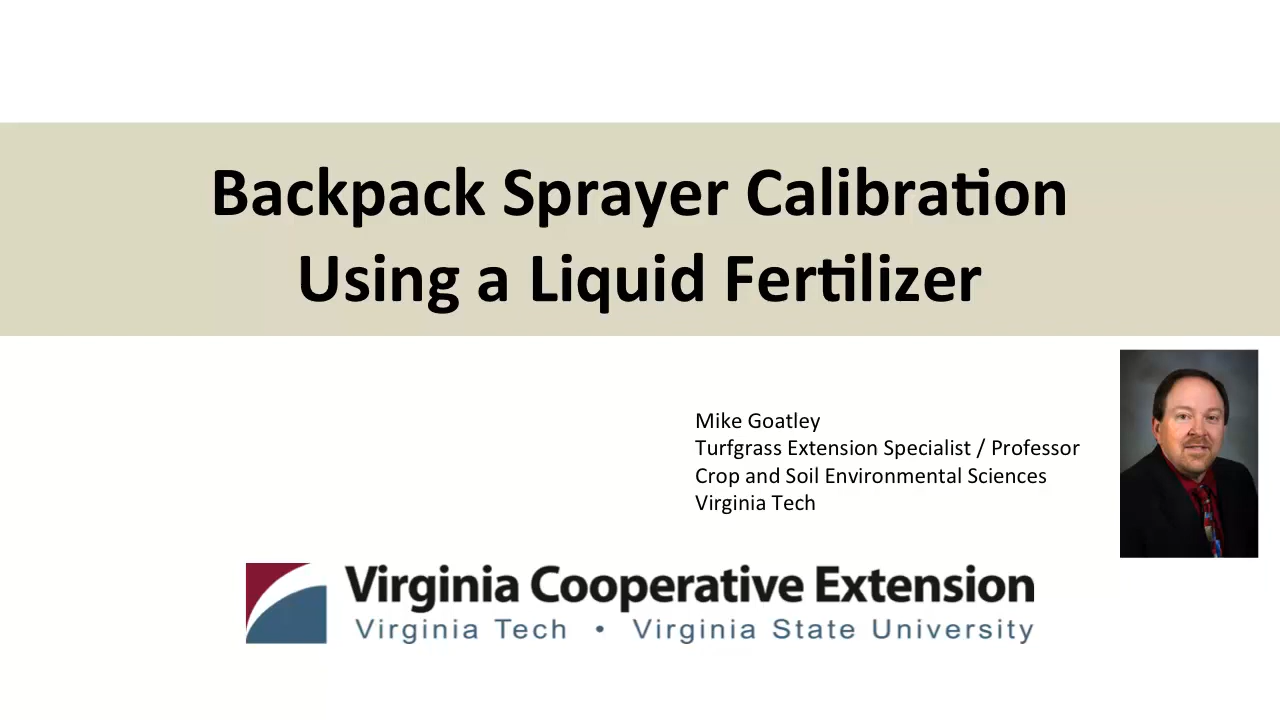 Backpack Sprayer Calibration
Using a Liquid Fertilizer
Mike Goatley
Turfgrass Extension Specialist / Professor
Crop and Soil Environmental Sciences
Virginia Tech
Virginia Cooperative Extension
Virginia Tech • Virginia State University